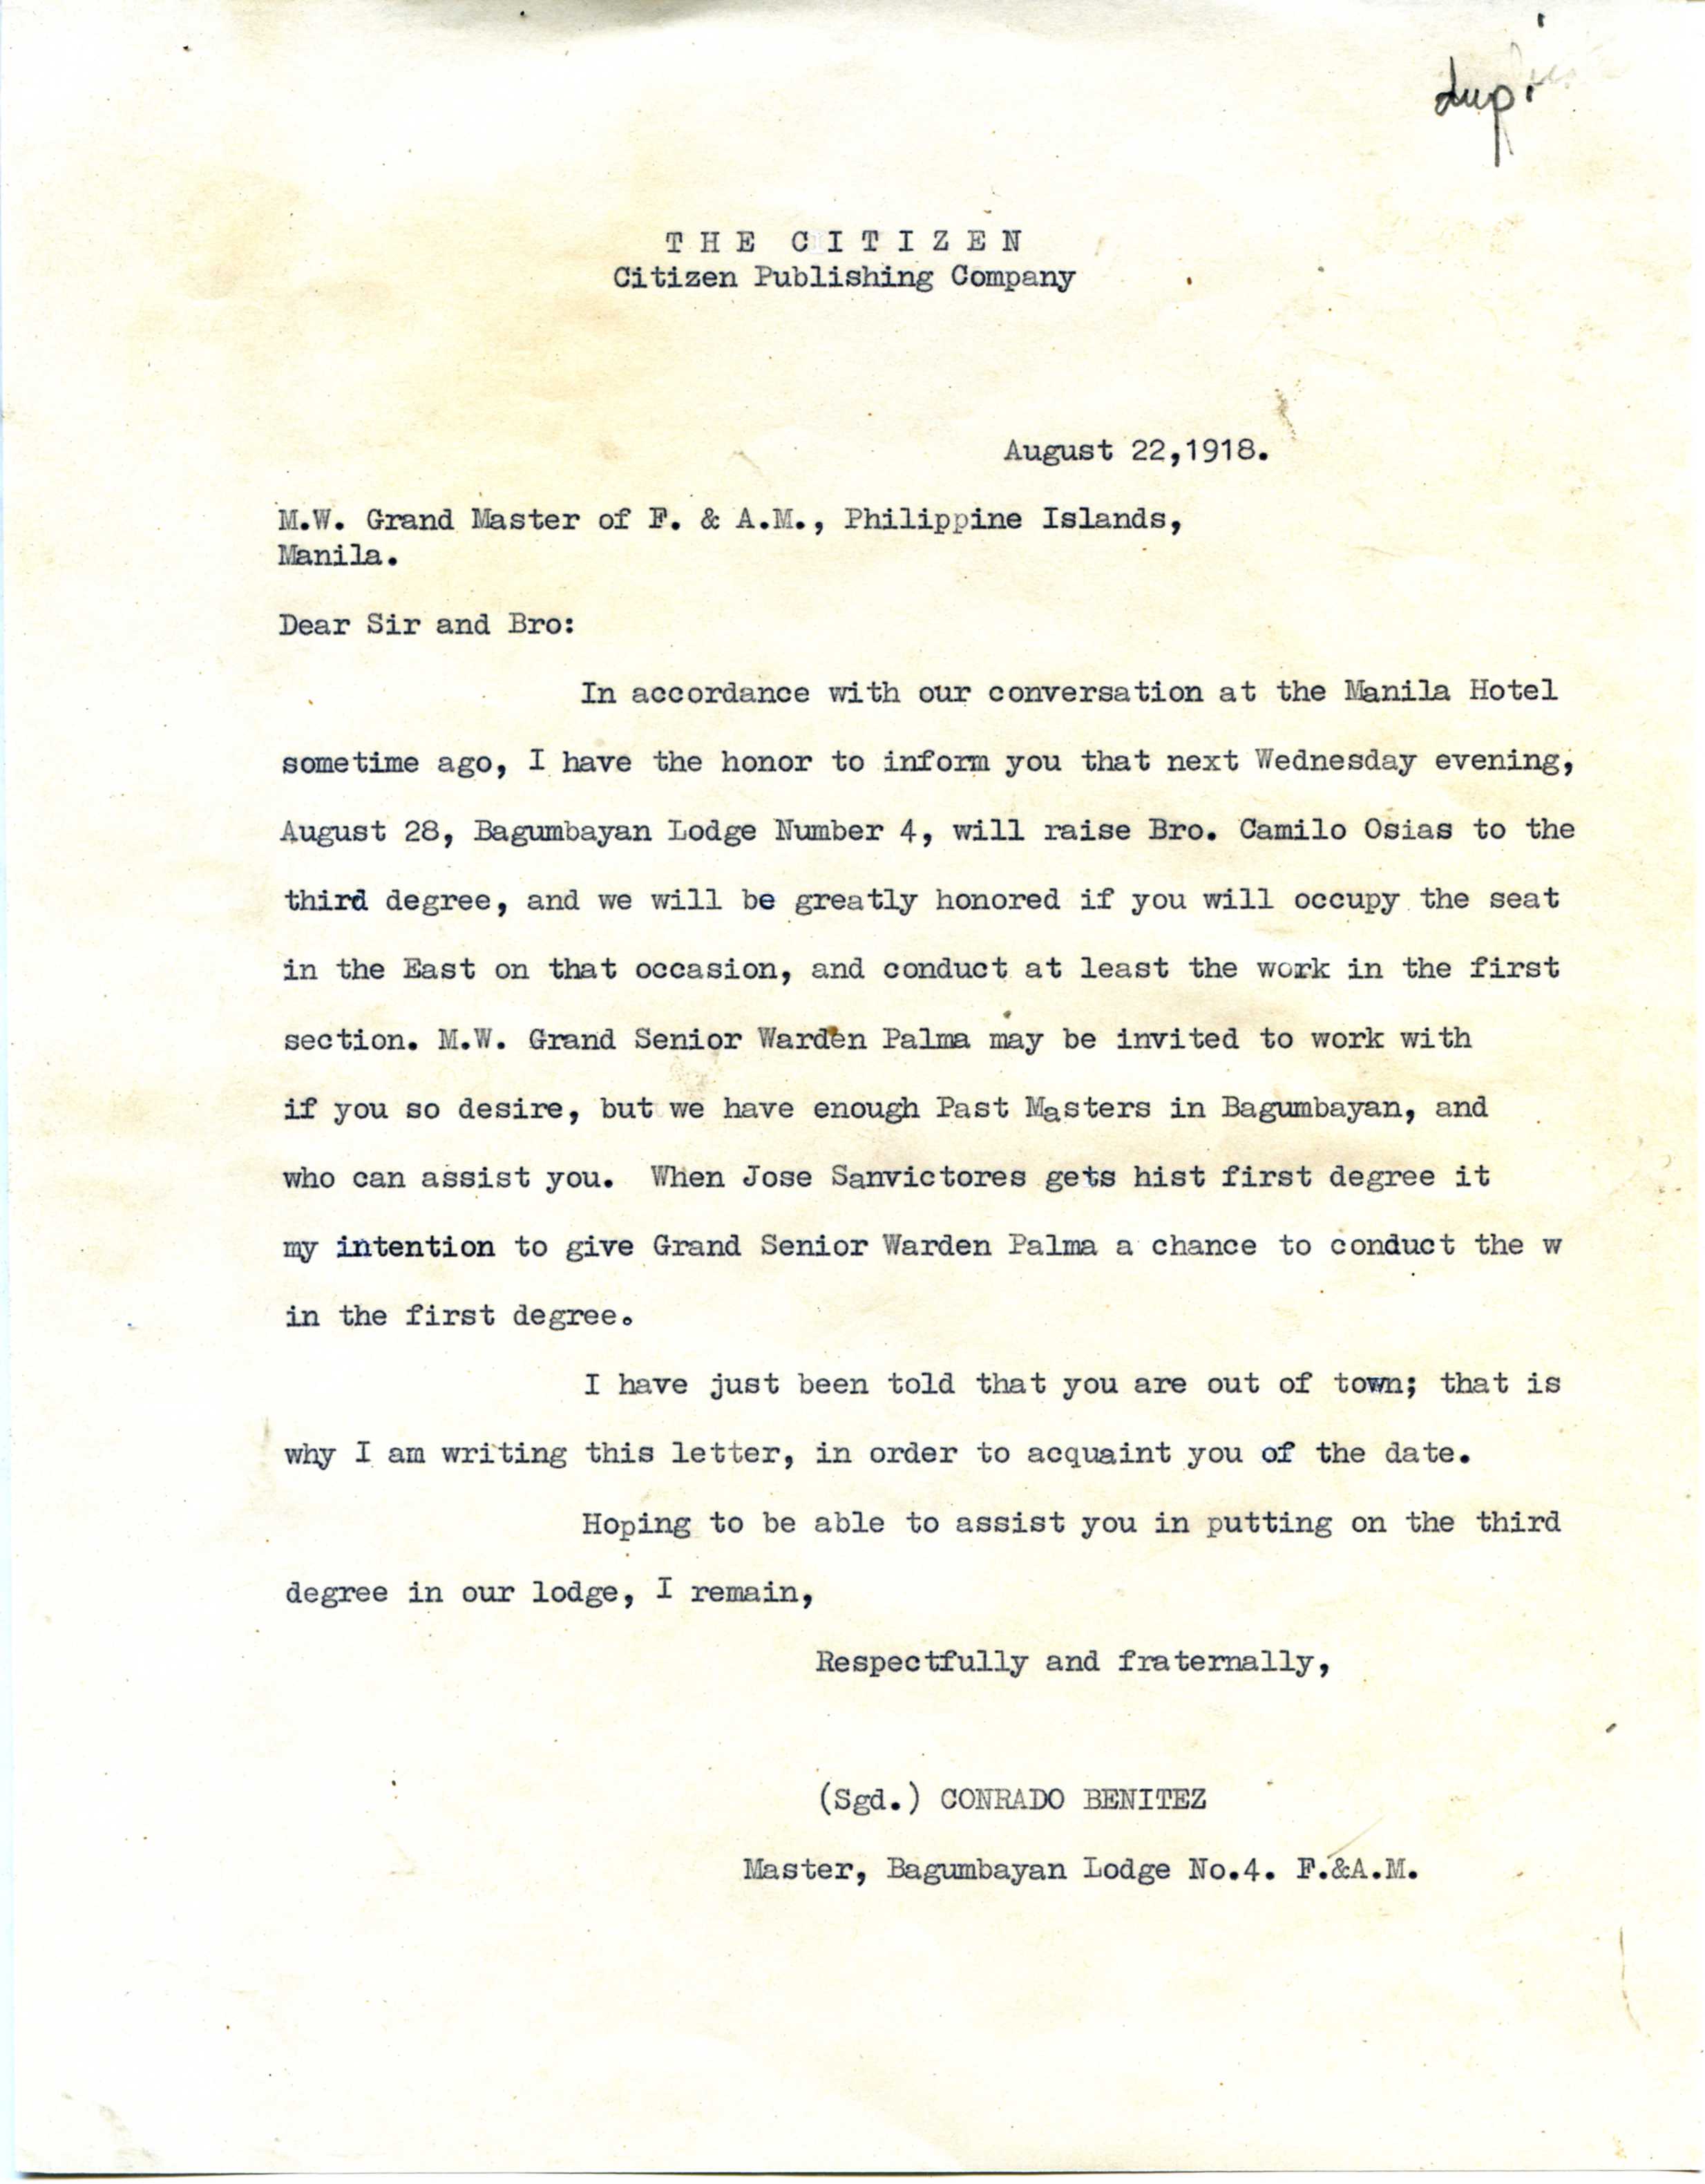 dup.
T H E C I T I Z E N
Citizen Publishing Company
August 22,1918.
M.W. Grand Master of F. & A.M., Philippine Islands,
Manila.
Dear Sir and Bro:
In accordance with our conversation at the Manila Hotel
sometime ago, I have the honor to inform you that next Wednesday evening,
August 28, Bagumbayan Lodge Number 4, will raise Bro. Camilo Osias to the
third degree, and we will be greatly honored if you will occupy the seat
in the East on that occasion, and conduct at least the work in the first
section. M.W. Grand Senior Warden Palma may be invited to work with
if you so desire, but we have enough Past Masters in Bagumbayan, and
who can assist you. When Jose Sanvictores gets hist first degree it
my intention to give Grand Senior Warden Palma a chance to conduct the w
in the first degree.
I have just been told that you are out of town; that is
why I am writing this letter, in order to acquaint you of the date.
Hoping to be able to assist you in putting on the third
degree in our lodge, I remain,
Respectfully and fraternally,
(Sgd.) CONRADO BENITEZ
Master, Bagumbayan Lodge No.4. F.&A.M.